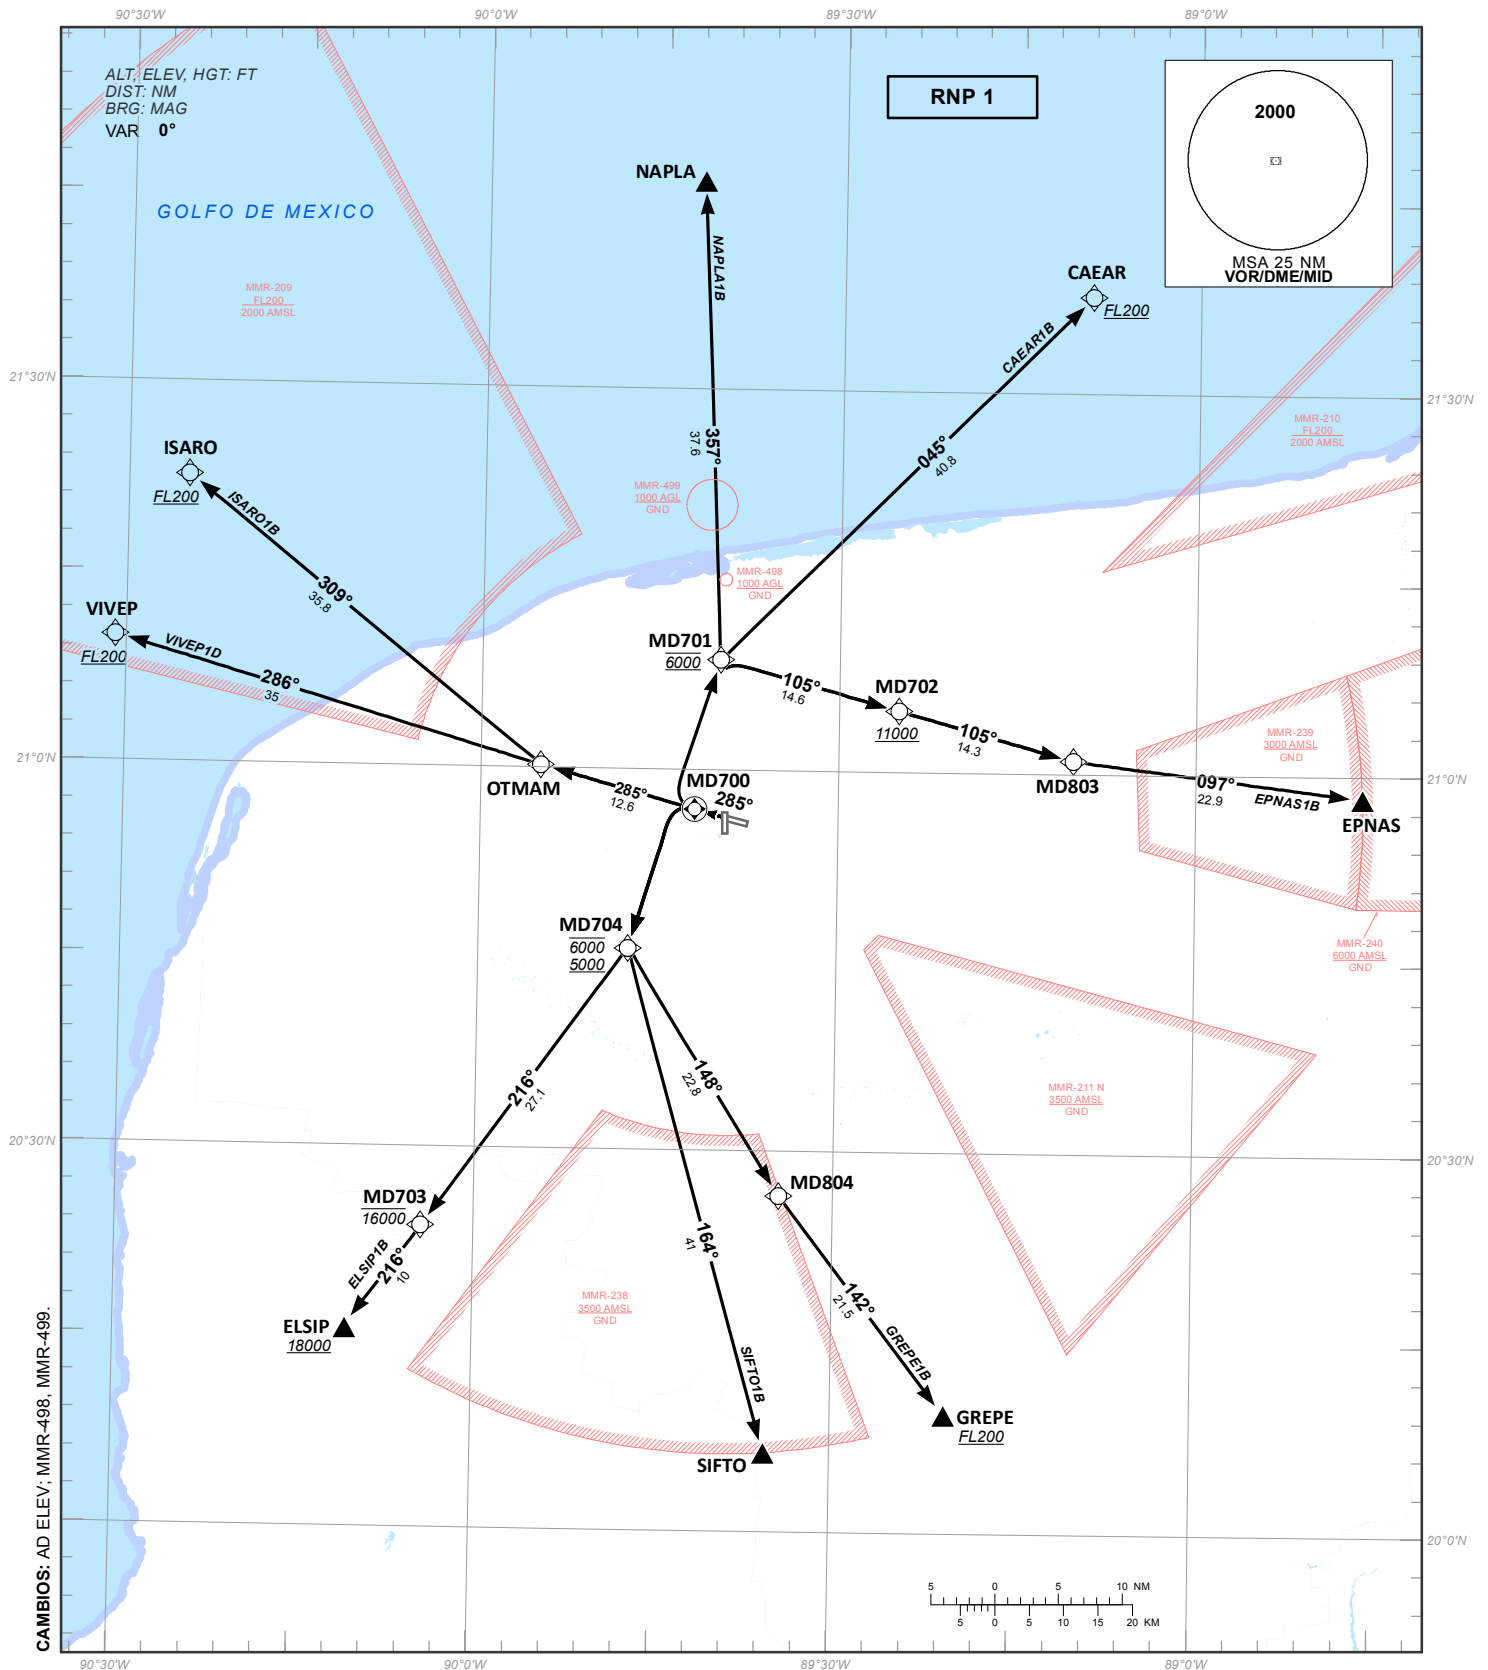 90°30'W
90°0'W
89°30'W
89°0'W
ALT, ELEV, HGT: FT
DIST: NM
BRG: MAG
VAR 0°
RNP 1
2000
MSA 25 NM
VOR/DME/MID
GOLFO DE MEXICO
NAPLA
NAPLA1B
357°
37.6
CAEAR
FL200
CAEAR1B
045°
40.8
MMR-209
FL200
2000 AMSL
21°30'N
21°30'N
MMR-210
FL200
2000 AMSL
ISARO
FL200
ISARO1B
309°
35.8
MMR-499
1000 AGL
GND
MMR-498
1000 AGL
GND
VIVEP
FL200
VIVEP1D
286°
35
MD701
6000
105°
14.6
MD702
11000
105°
14.3
MD803
097°
22.9
EPNAS1B
EPNAS
MMR-239
3000 AMSL
GND
21°0'N
21°0'N
OTMAM
285°
12.6
MD700
285°
MD704
6000
5000
MMR-240
6000 AMSL
GND
216°
27.1
148°
22.8
MMR-211 N
3500 AMSL
GND
20°30'N
20°30'N
MD703
16000
MD804
164°
41
ELSIP1B
216°
10
ELSIP
18000
MMR-238
3500 AMSL
GND
142°
21.5
GREPE1B
SIFTO1B
GREPE
FL200
SIFTO
20°0'N
CAMBIOS: AD ELEV; MMR-498, MMR-499.
5 0 5 10 NM
5 0 5 10 15 20 KM
90°30'W
90°0'W
89°30'W
89°0'W